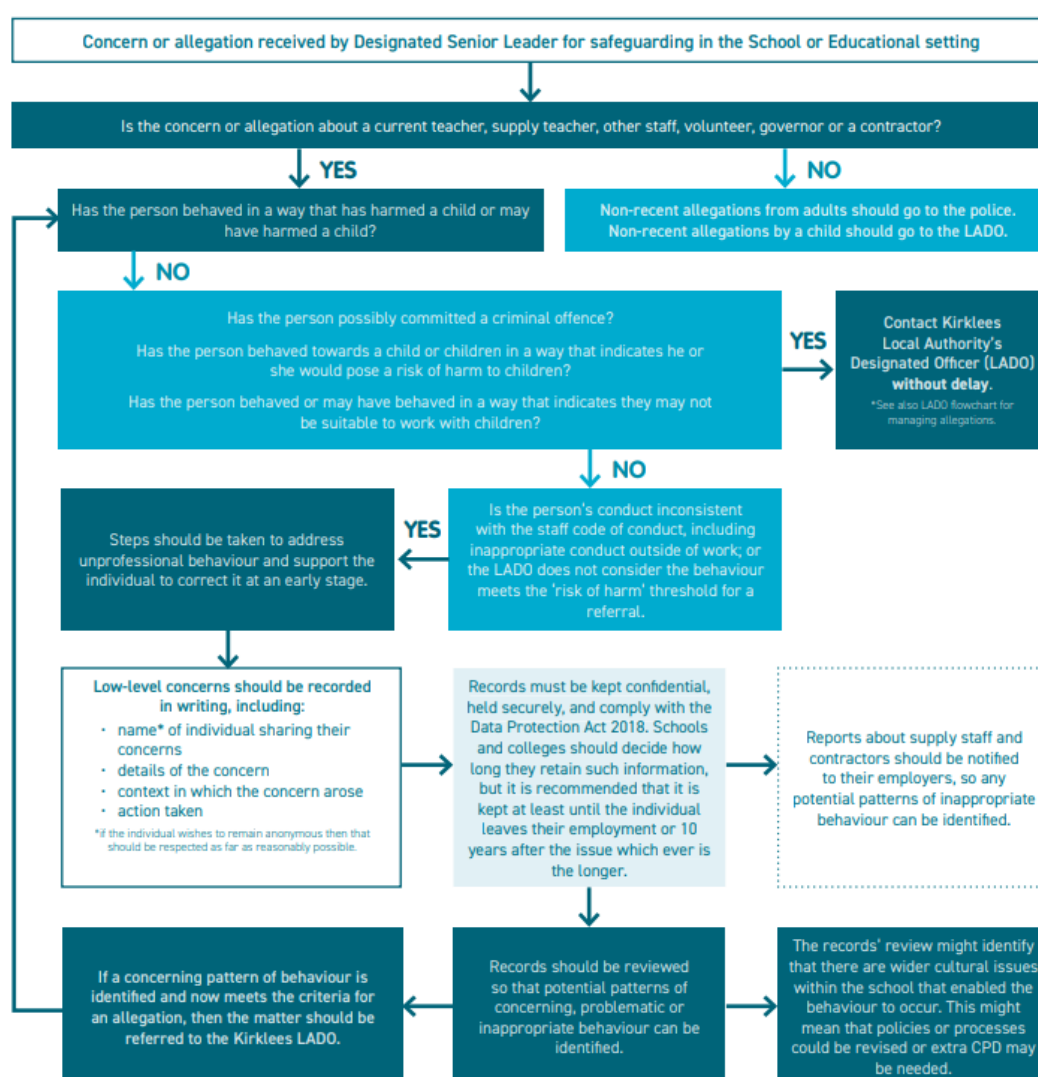 Concern or allegation received by Designated Senior Leader for safeguarding in the School or Educational setting
Is the concern or allegation about a current teacher, supply teacher, other staff, volunteer, governor or a contractor?
YES
NO
Has the person behaved in a way that has harmed a child or may
have harmed a child?
Non-recent allegations from adults should go to the police.
Non-recent allegations by a child should go to the LADO.
NO
Has the person possibly committed a criminal offence?
Has the person behaved towards a child or children in a way that indicates he or
she would pose a risk of harm to children?
Has the person behaved or may have behaved in a way that indicates they may not
be suitable to work with children?
YES
Contact Kirklees
Local Authority's
Designated Officer (LADO)
without delay.
*See also LADO flowchart for
managing allegations.
NO
Is the person's conduct inconsistent
with the staff code of conduct, including
inappropriate conduct outside of work; or
the LADO does not consider the behaviour
meets the 'risk of harm' threshold for a
referral.
YES
Steps should be taken to address
unprofessional behaviour and support the
individual to correct it at an early stage.
Low-level concerns should be recorded
in writing, including:
• name* of individual sharing their
concerns
• details of the concern
• context in which the concern arose
• action taken
*if the individual wishes to remain anonymous then that
should be respected as far as reasonably possible.
Records must be kept confidential,
held securely, and comply with the
Data Protection Act 2018. Schools
and colleges should decide how
long they retain such information,
but it is recommended that it is
kept at least until the individual
leaves their employment or 10
years after the issue which ever is
the longer.
Reports about supply staff and
contractors should be notified
to their employers, so any
potential patterns of inappropriate
behaviour can be identified.
If a concerning pattern of behaviour is
identified and now meets the criteria for
an allegation, then the matter should be
referred to the Kirklees LADO.
Records should be reviewed
so that potential patterns of
concerning, problematic or
inappropriate behaviour can be
identified.
The records' review might identify
that there are wider cultural issues
within the school that enabled the
behaviour to occur. This might
mean that policies or processes
could be revised or extra CPD may
be needed.